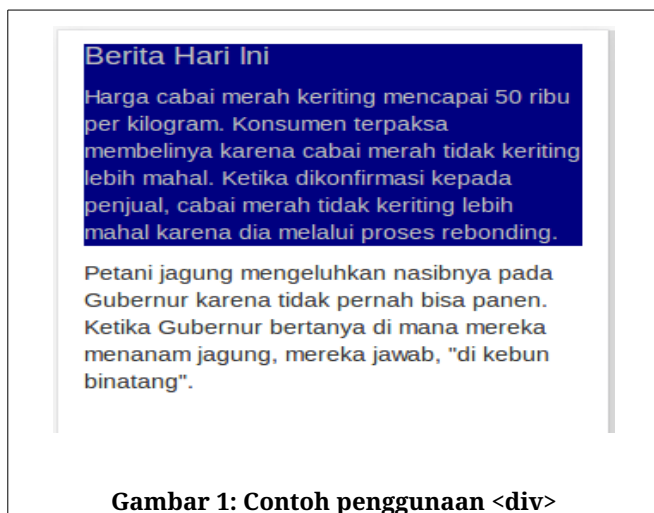 Berita Hari Ini
Harga cabai merah keriting mencapai 50 ribu
per kilogram. Konsumen terpaksa
membelinya karena cabai merah tidak keriting
lebih mahal. Ketika dikonfirmasi kepada
penjual, cabai merah tidak keriting lebih
mahal karena dia melalui proses rebonding.
Petani jagung mengeluhkan nasibnya pada
Gubernur karena tidak pernah bisa panen.
Ketika Gubernur bertanya di mana mereka
menanam jagung, mereka jawab, "di kebun
binatang".
Gambar 1: Contoh penggunaan <div>